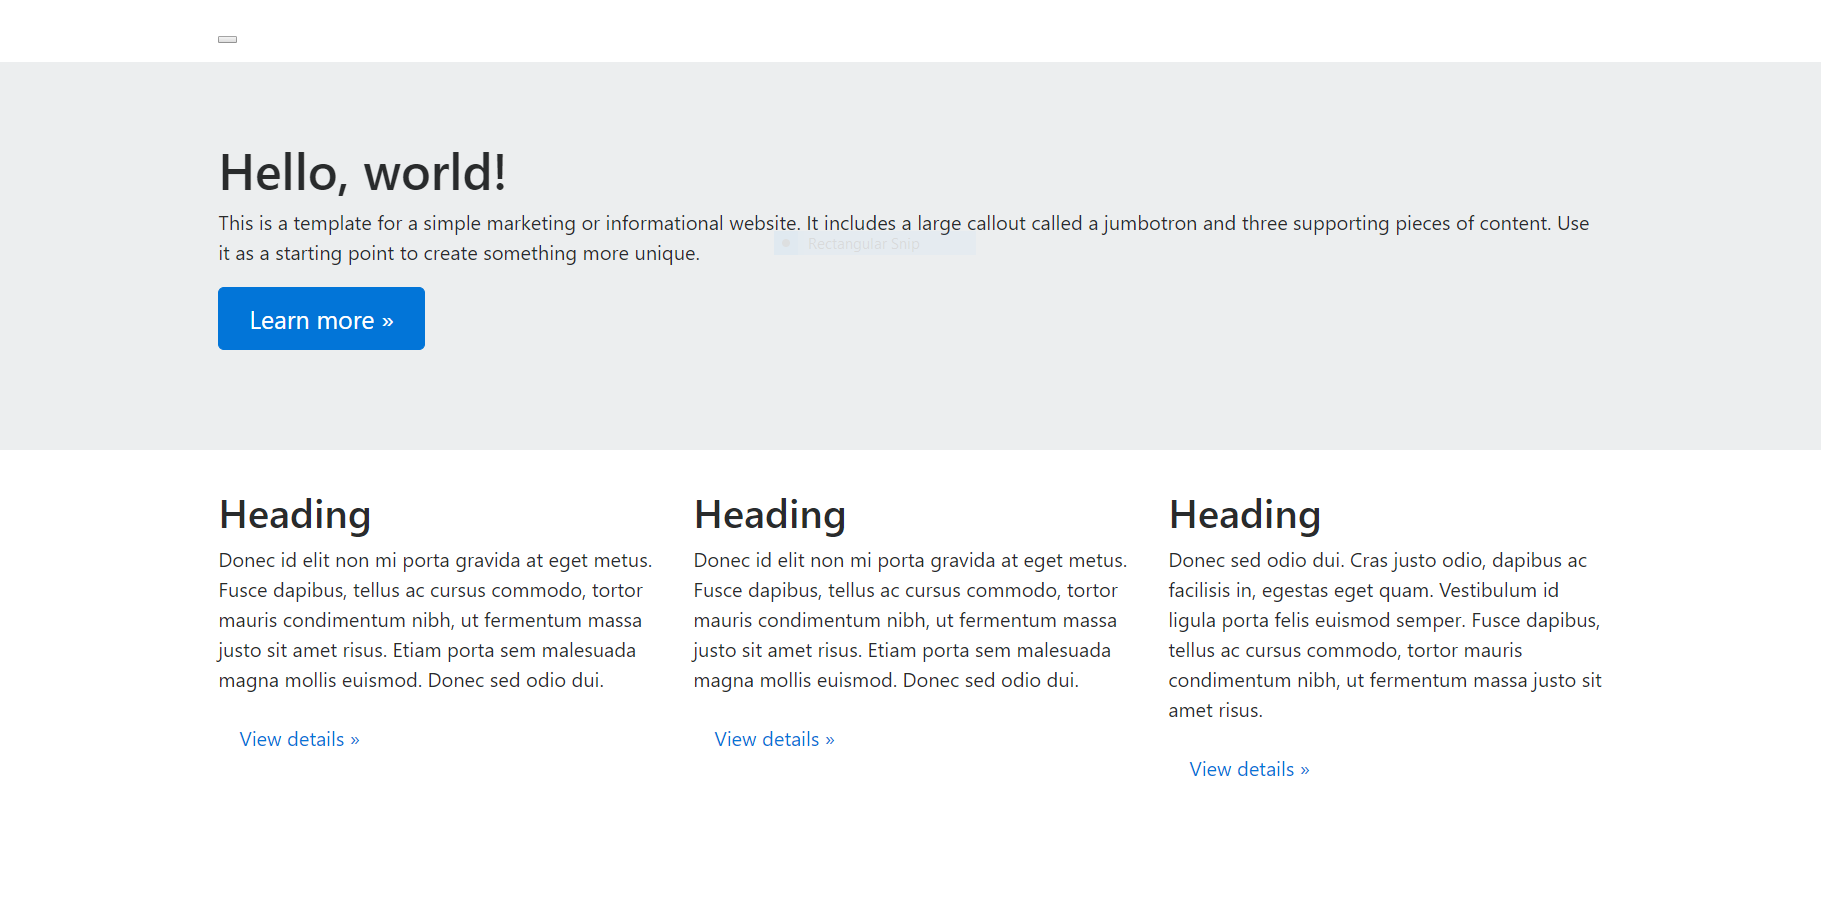 Hello, world!
This is a template for a simple marketing or informational website. It includes a large callout called a jumbotron and three supporting pieces of content. Use
it as a starting point to create something more unique.
Rectangular Snip
Learn more »
Heading
Donec id elit non mi porta gravida at eget metus.
Fusce dapibus, tellus ac cursus commodo, tortor
mauris condimentum nibh, ut fermentum massa
justo sit amet risus. Etiam porta sem malesuada
magna mollis euismod. Donec sed odio dui.
View details »
Heading
Donec id elit non mi porta gravida at eget metus.
Fusce dapibus, tellus ac cursus commodo, tortor
mauris condimentum nibh, ut fermentum massa
justo sit amet risus. Etiam porta sem malesuada
magna mollis euismod. Donec sed odio dui.
View details »
Heading
Donec sed odio dui. Cras justo odio, dapibus ac
facilisis in, egestas eget quam. Vestibulum id
ligula porta felis euismod semper. Fusce dapibus,
tellus ac cursus commodo, tortor mauris
condimentum nibh, ut fermentum massa justo sit
amet risus.
View details »